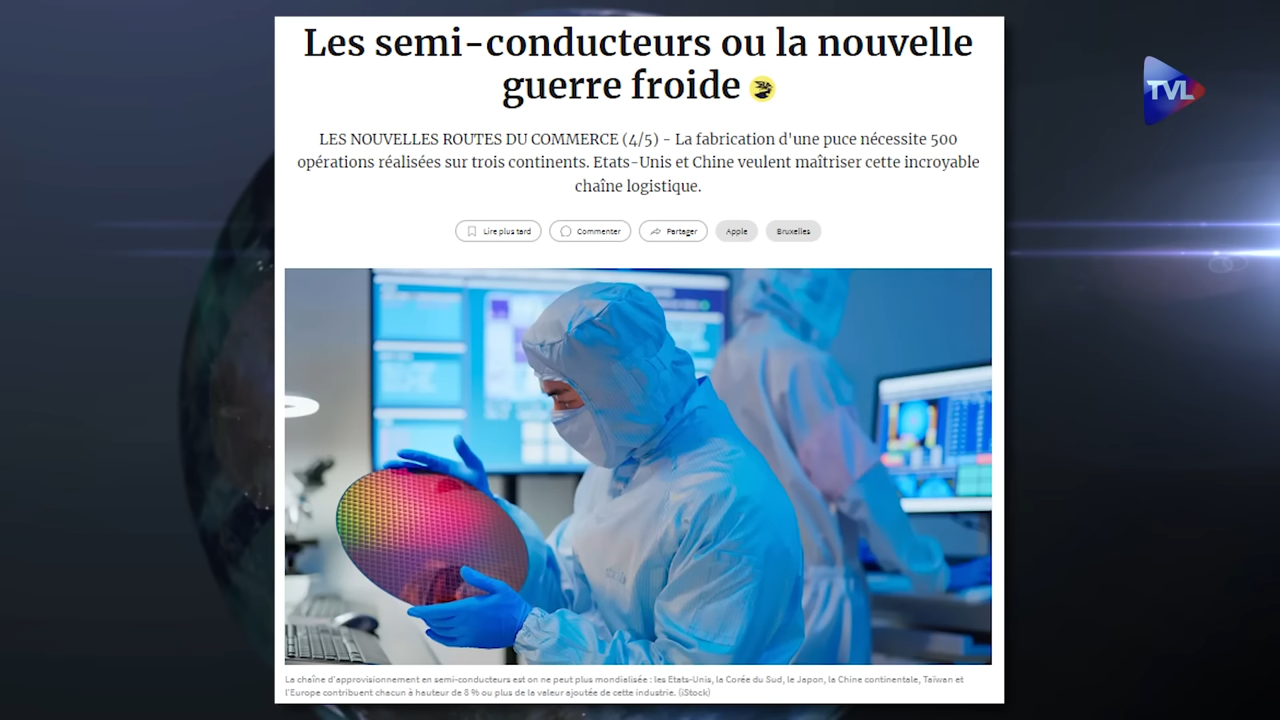 Les semi-conducteurs ou la nouvelle
guerre froide
TVL
LES NOUVELLES ROUTES DU COMMERCE (4/5) - La fabrication d'une puce nécessite 500
opérations réalisées sur trois continents. Etats-Unis et Chine veulent maîtriser cette incroyable
chaîne logistique.
Lire plus tard
Commenter
Partager
Apple
Bruxelles
La chaîne d'approvisionnement en semi-conducteurs est on ne peut plus mondialisée : les Etats-Unis, la Corée du Sud, le Japon, la Chine continentale, Taïwan et
l'Europe contribuent chacun à hauteur de 8 % ou plus de la valeur ajoutée de cette industrie. (iStock)